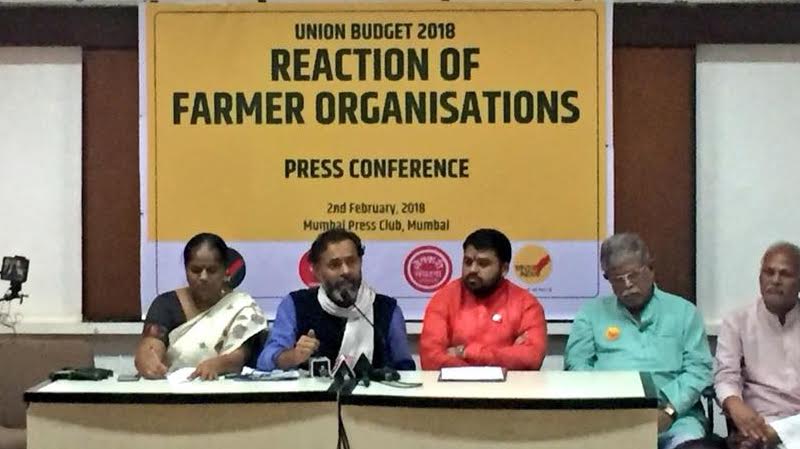 UNION BUDGET 2018
REACTION OF
FARMER ORGANISATIONS
PRESS CONFERENCE
2nd February, 2018
Mumbai Press Club, Mumbai